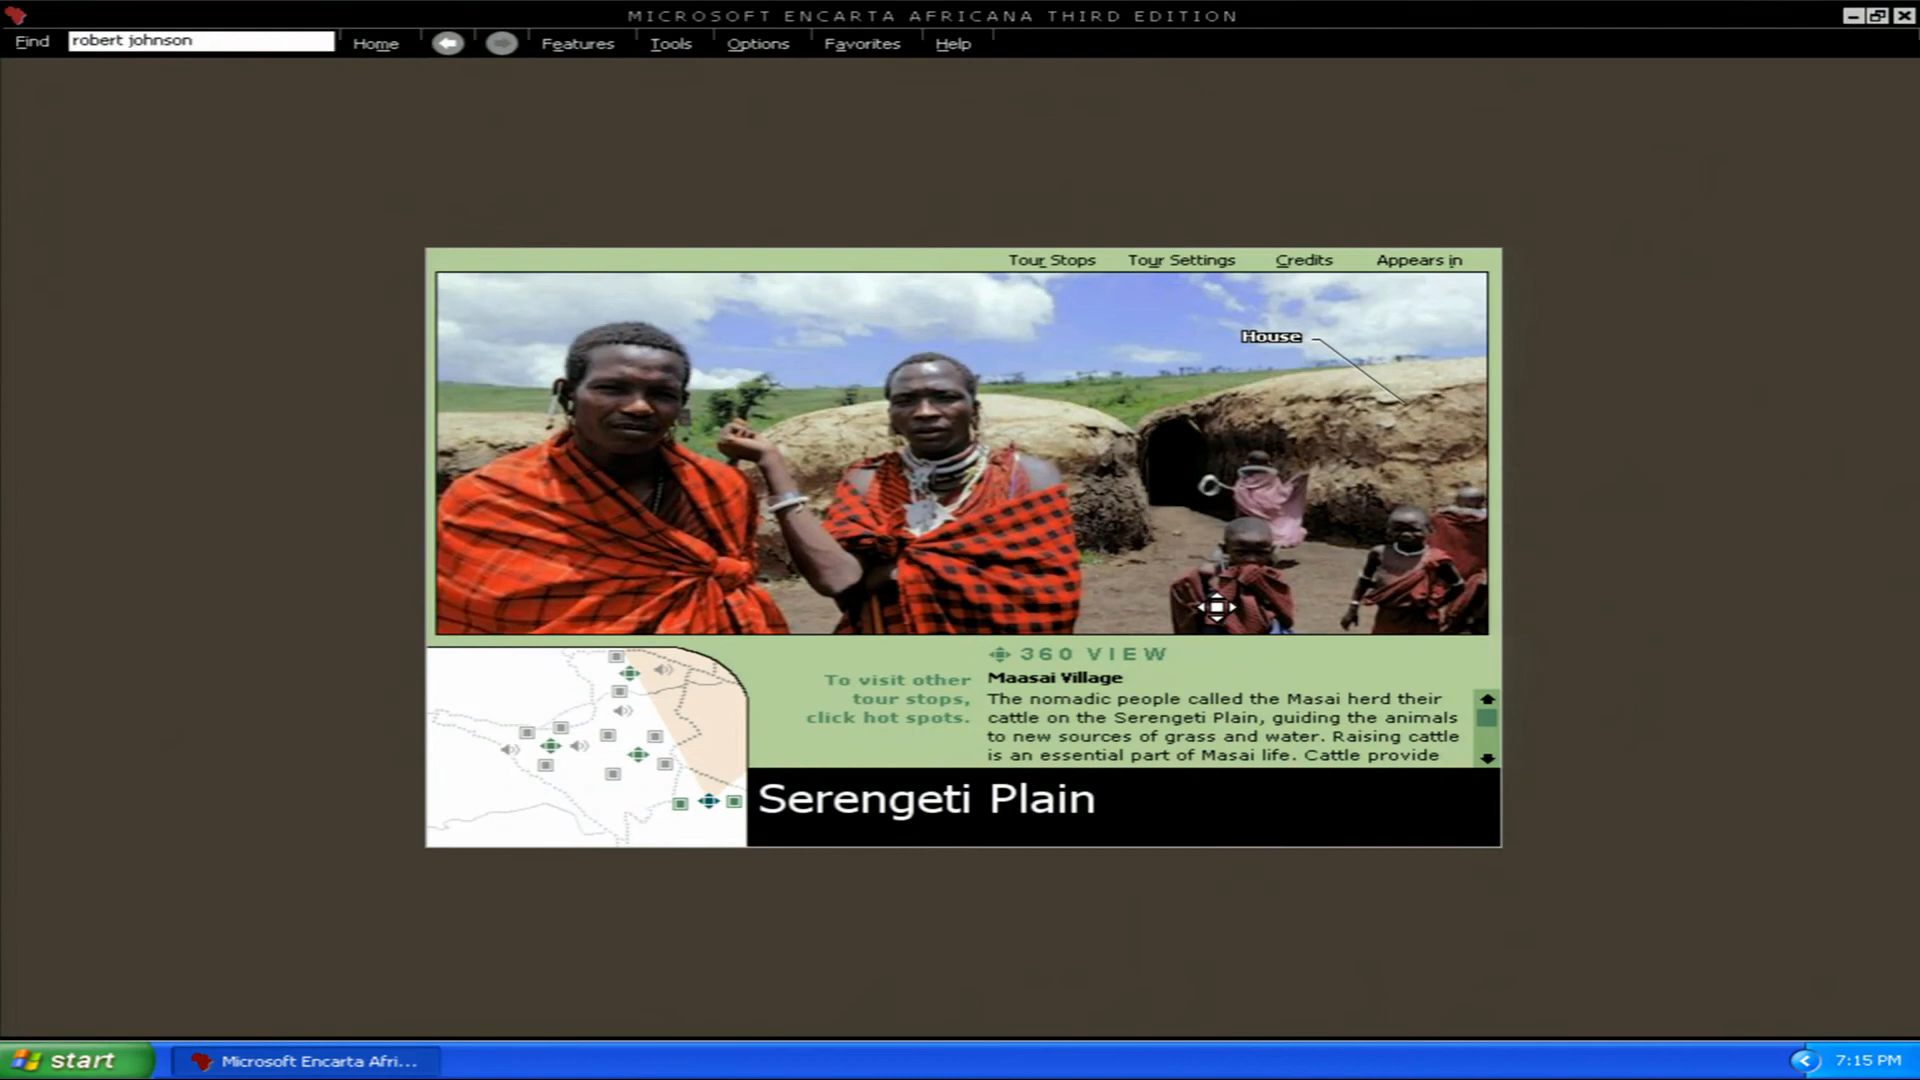 MICROSOFT ENCARTA AFRICANA THIRD EDITION
Find robert johnson Home Features Tools Options Favorites Help
Tour Stops Tour Settings Credits Appears in
House
360 VIEW
To visit other
tour stops,
click hot spots.
Maasai Village
The nomadic people called the Masai herd their
cattle on the Serengeti Plain, guiding the animals
to new sources of grass and water. Raising cattle
is an essential part of Masai life. Cattle provide
Serengeti Plain
start Microsoft Encarta Afri... 7:15 PM